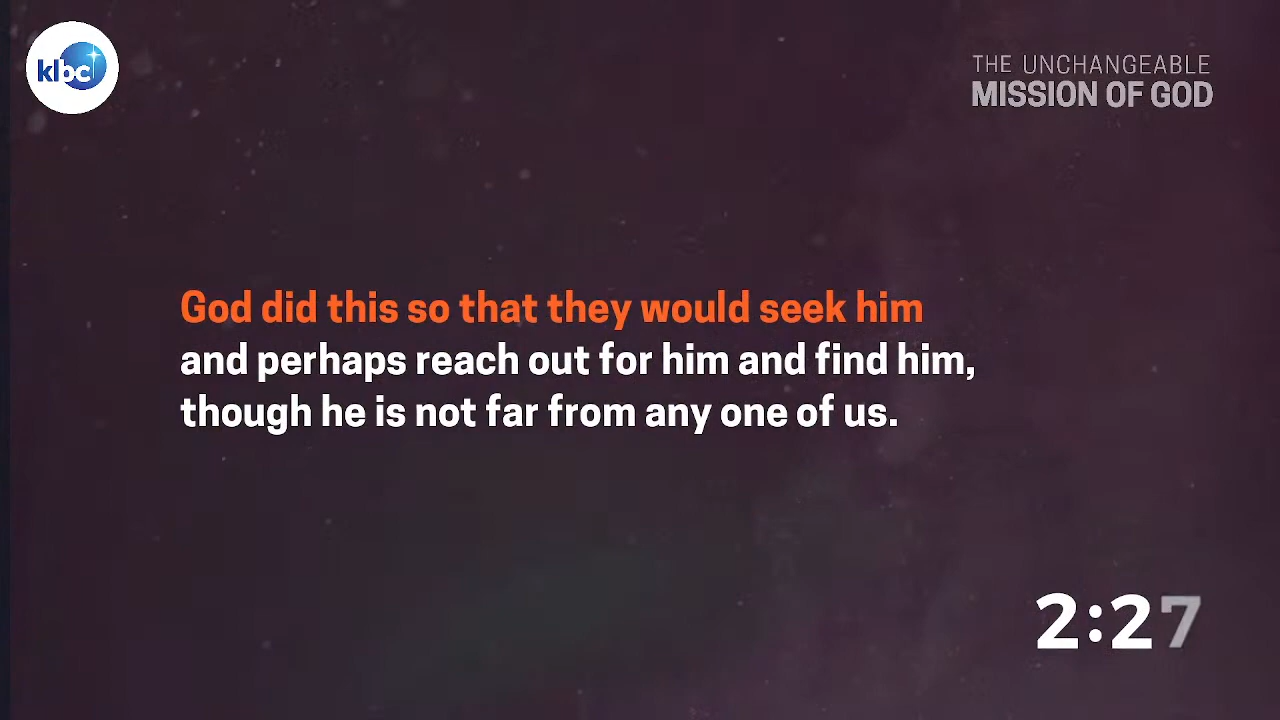 klbc
THE UNCHANGEABLE
MISSION OF GOD
God did this so that they would seek him
and perhaps reach out for him and find him,
though he is not far from any one of us.
2:27